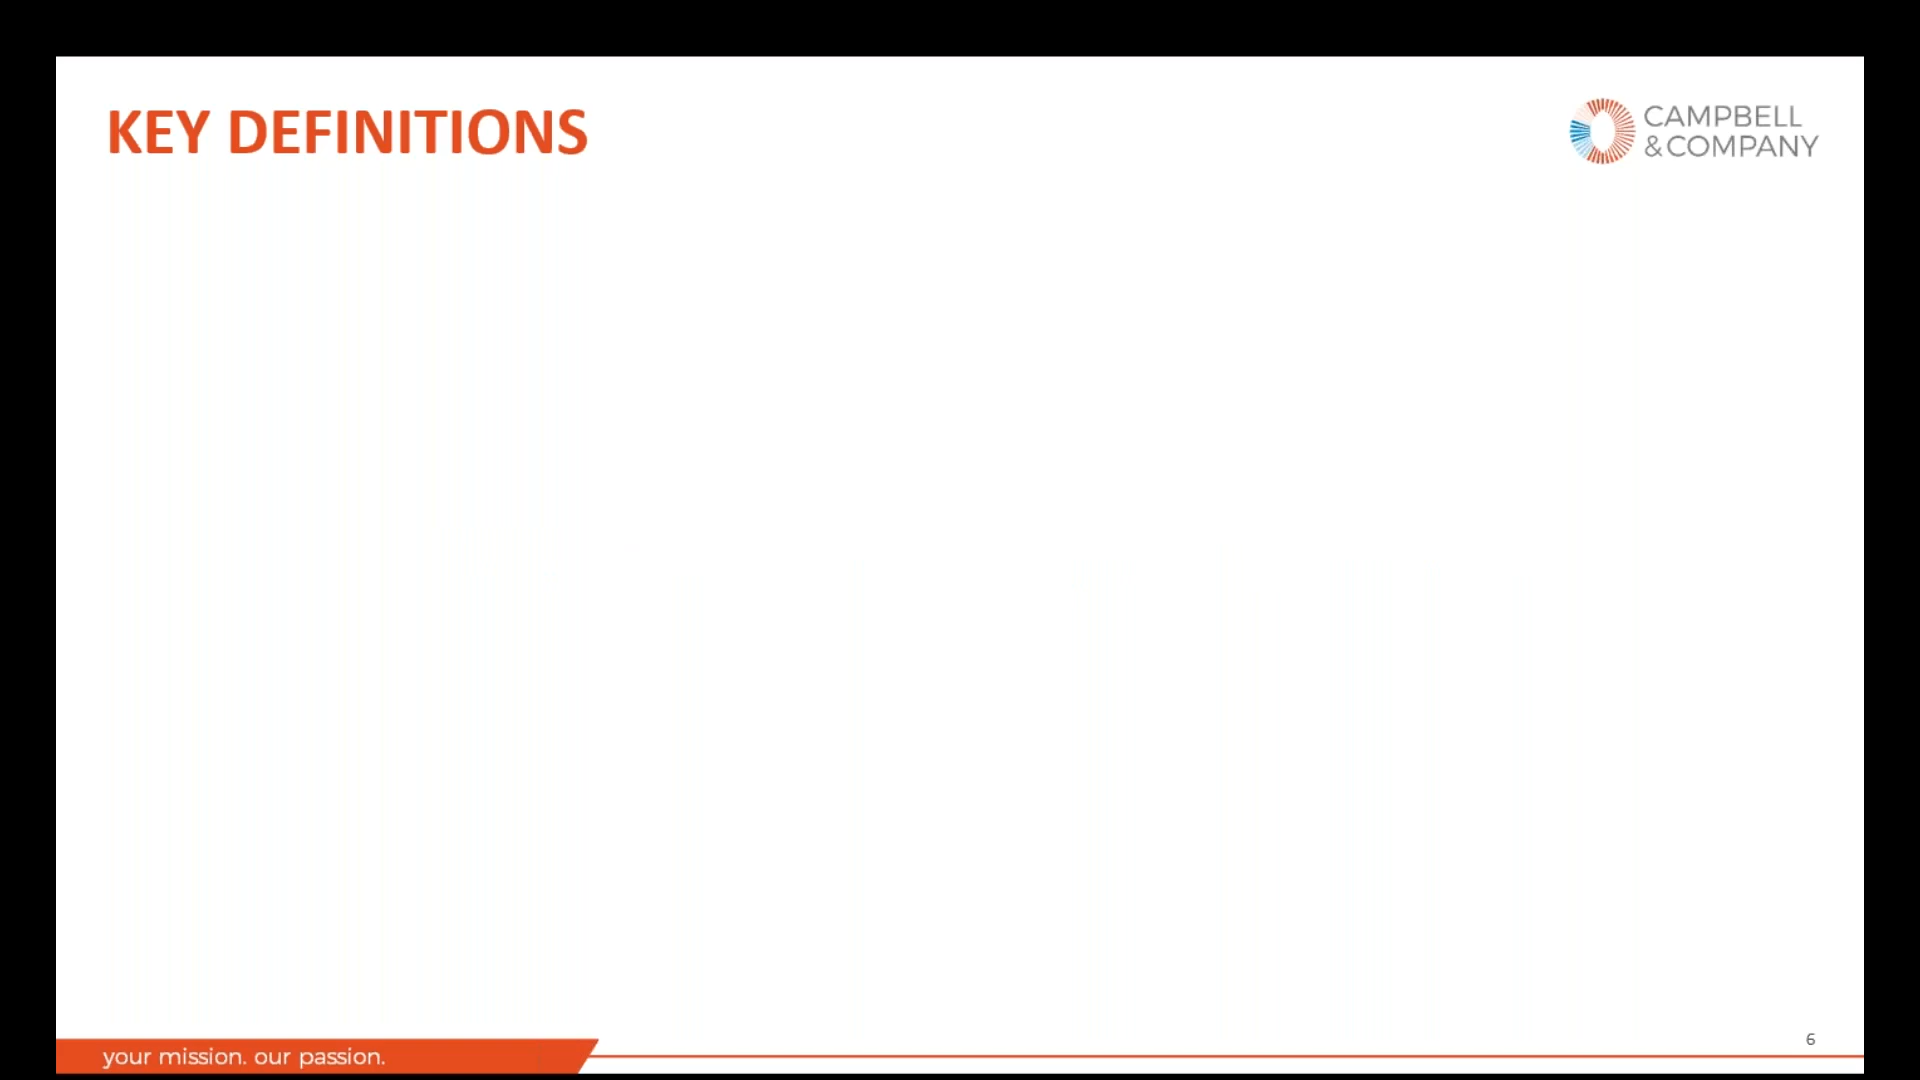 KEY DEFINITIONS
CAMPBELL
&COMPANY
6
your mission. our passion.